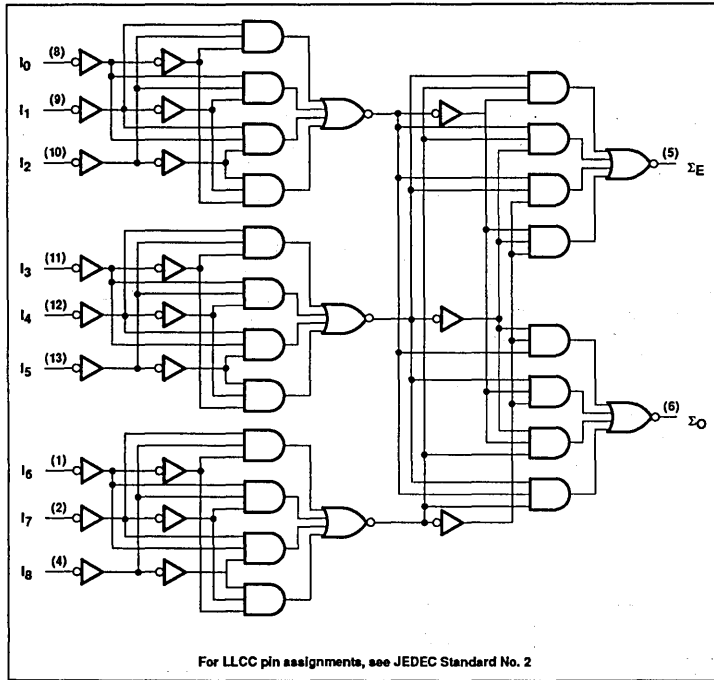 I0 (8)
I1 (9)
I2 (10)
I3 (11)
I4 (12)
I5 (13)
I6 (1)
I7 (2)
I8 (4)
(5) ΣE
(6) ΣO
For LLCC pin assignments, see JEDEC Standard No. 2